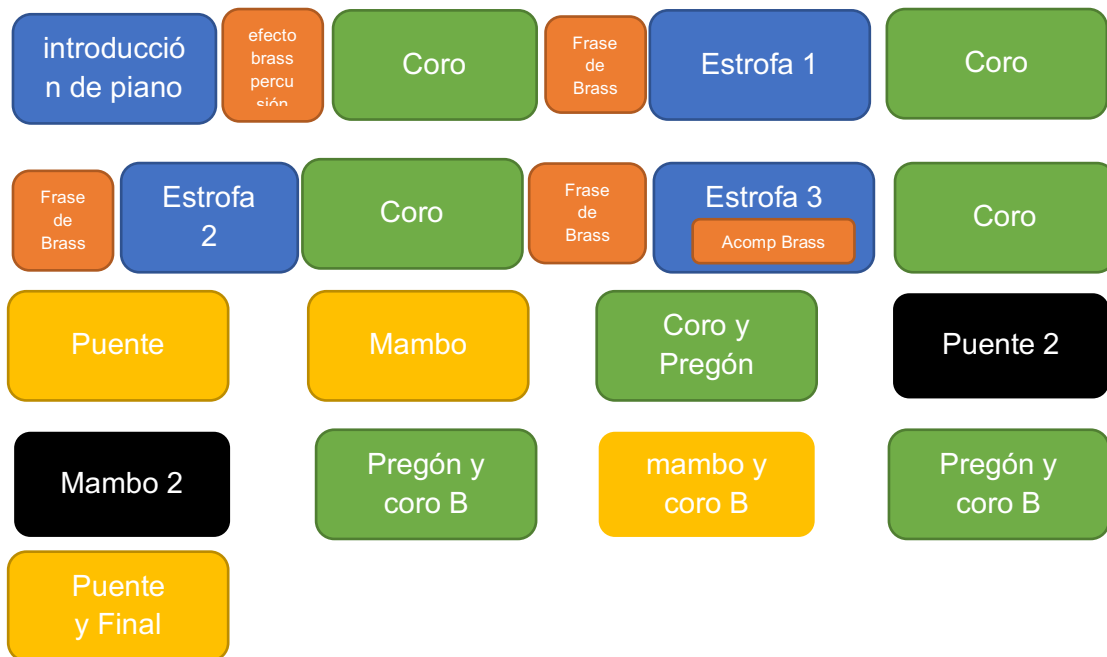 introducció
n de piano
efecto
brass
percu
sión
Coro
Frase
de
Brass
Estrofa 1
Coro
Frase
de
Brass
Estrofa
2
Coro
Frase
de
Brass
Estrofa 3
Acomp Brass
Coro
Puente
Mambo
Coro y
Pregón
Puente 2
Mambo 2
Pregón y
coro B
mambo y
coro B
Pregón y
coro B
Puente
y Final